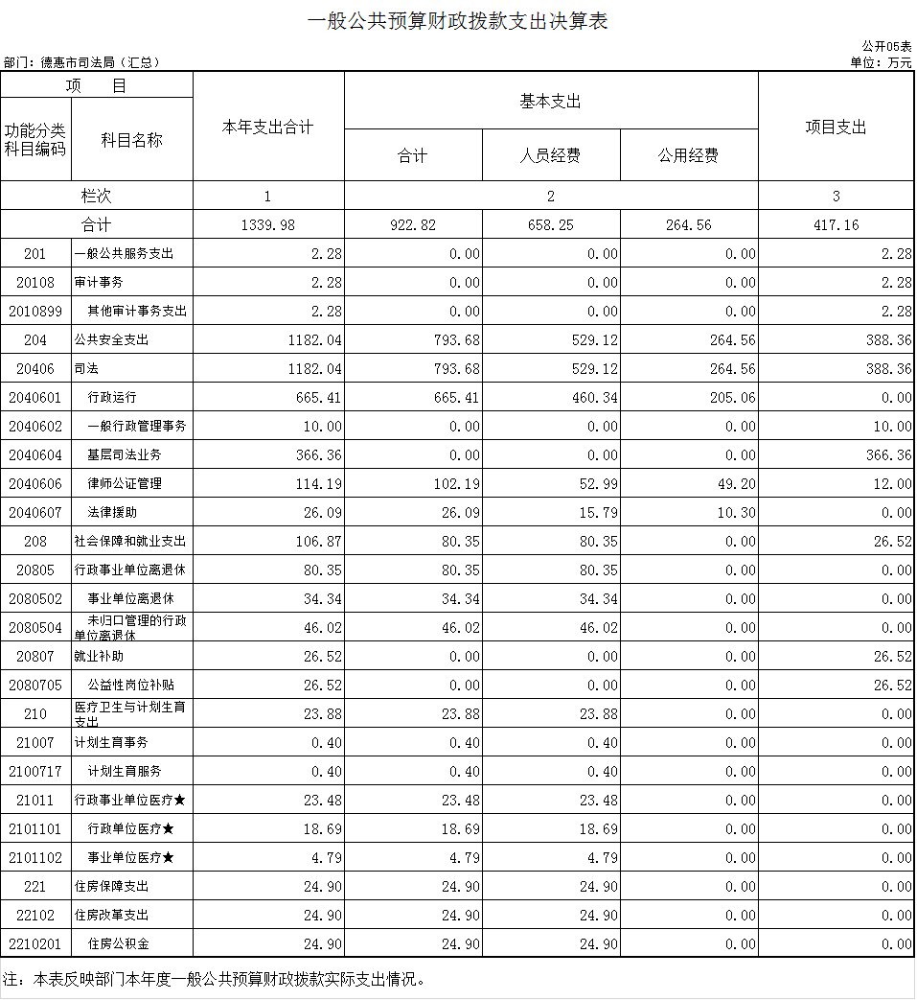 一般公共预算财政拨款支出决算表
公开05表
部门：德惠市司法局（汇总） 单位：万元
项 目 本年支出合计 基本支出 项目支出
功能分类科目编码 科目名称 合计 人员经费 公用经费
栏次 1 2 3
合计 1339.98 922.82 658.25 264.56 417.16
201 一般公共服务支出 2.28 0.00 0.00 0.00 2.28
20108 审计事务 2.28 0.00 0.00 0.00 2.28
2010899 其他审计事务支出 2.28 0.00 0.00 0.00 2.28
204 公共安全支出 1182.04 793.68 529.12 264.56 388.36
20406 司法 1182.04 793.68 529.12 264.56 388.36
2040601 行政运行 665.41 665.41 460.34 205.06 0.00
2040602 一般行政管理事务 10.00 0.00 0.00 0.00 10.00
2040604 基层司法业务 366.36 0.00 0.00 0.00 366.36
2040606 律师公证管理 114.19 102.19 52.99 49.20 12.00
2040607 法律援助 26.09 26.09 15.79 10.30 0.00
208 社会保障和就业支出 106.87 80.35 80.35 0.00 26.52
20805 行政事业单位离退休 80.35 80.35 80.35 0.00 0.00
2080502 事业单位离退休 34.34 34.34 34.34 0.00 0.00
2080504 未归口管理的行政单位离退休 46.02 46.02 46.02 0.00 0.00
20807 就业补助 26.52 0.00 0.00 0.00 26.52
2080705 公益性岗位补贴 26.52 0.00 0.00 0.00 26.52
210 医疗卫生与计划生育支出 23.88 23.88 23.88 0.00 0.00
21007 计划生育事务 0.40 0.40 0.40 0.00 0.00
2100717 计划生育服务 0.40 0.40 0.40 0.00 0.00
21011 行政事业单位医疗★ 23.48 23.48 23.48 0.00 0.00
2101101 行政单位医疗★ 18.69 18.69 18.69 0.00 0.00
2101102 事业单位医疗★ 4.79 4.79 4.79 0.00 0.00
221 住房保障支出 24.90 24.90 24.90 0.00 0.00
22102 住房改革支出 24.90 24.90 24.90 0.00 0.00
2210201 住房公积金 24.90 24.90 24.90 0.00 0.00
注：本表反映部门本年度一般公共预算财政拨款实际支出情况。